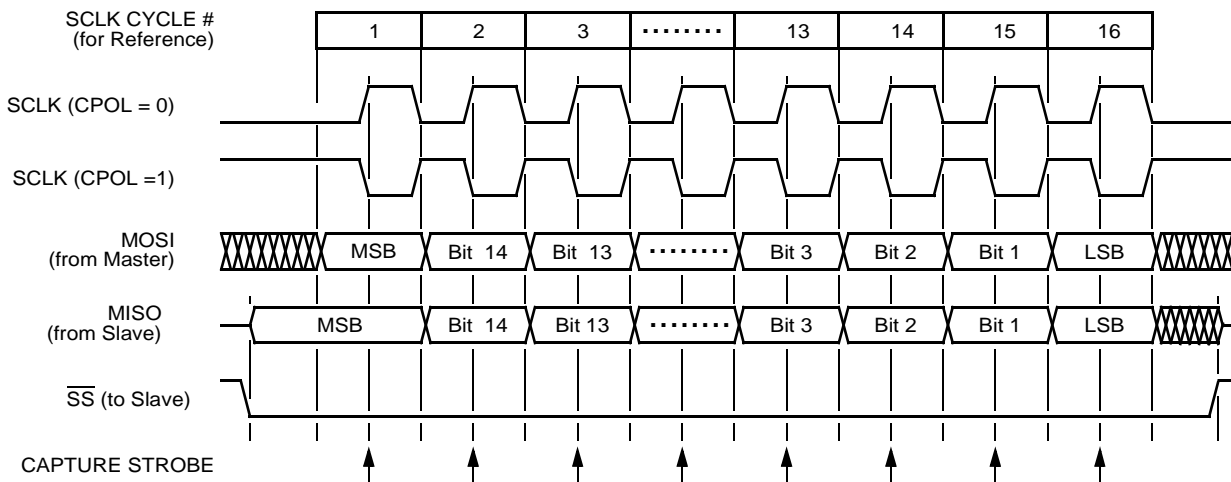 SCLK CYCLE #
(for Reference)
1 2 3 ........ 13 14 15 16
SCLK (CPOL = 0)
SCLK (CPOL =1)
MOSI
(from Master)
MSB Bit 14 Bit 13 ........ Bit 3 Bit 2 Bit 1 LSB
MISO
(from Slave)
MSB Bit 14 Bit 13 ........ Bit 3 Bit 2 Bit 1 LSB
S̅S̅ (to Slave)
CAPTURE STROBE